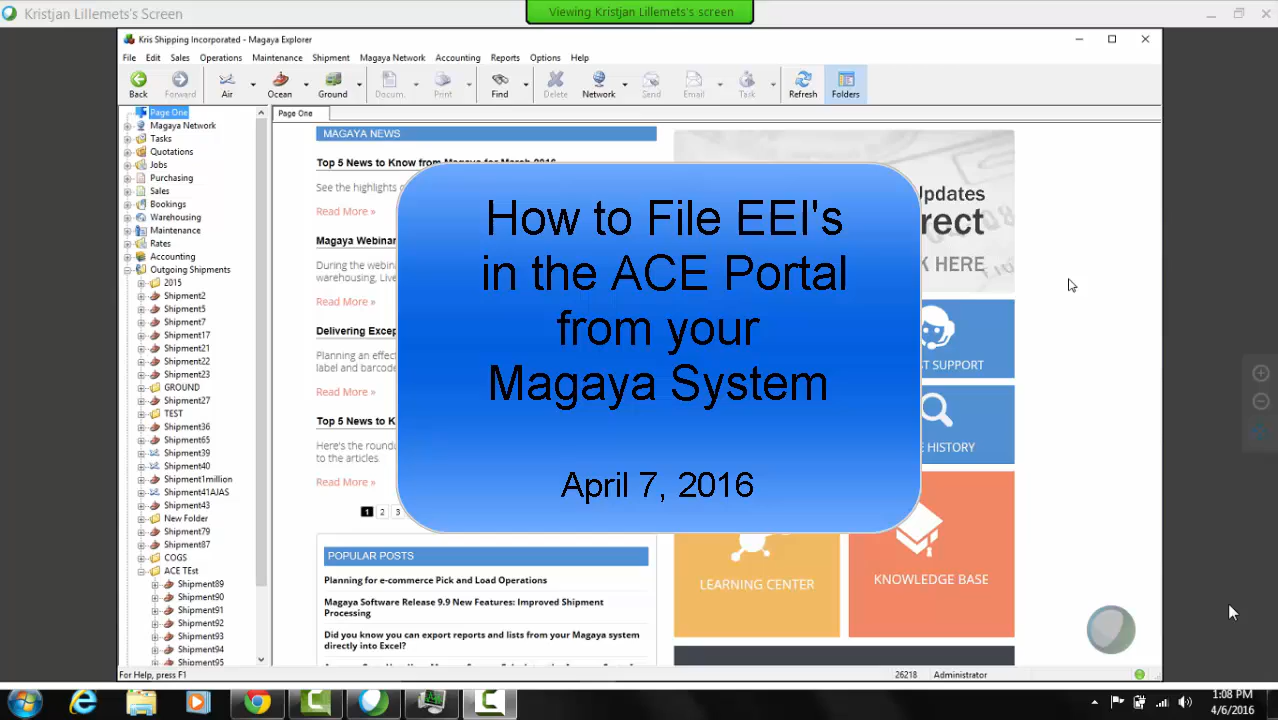 Kristjan Lillemets's Screen
Viewing Kristjan Lillemets's screen
Kris Shipping Incorporated - Magaya Explorer
File Edit Sales Operations Maintenance Shipment Magaya Network Accounting Reports Options Help
Back Forward Air Ocean Ground Docum. Print Find Delete Network Send Email Task Refresh Folders
Page One
Magaya Network
Tasks
Quotations
Jobs
Purchasing
Sales
Bookings
Warehousing
Maintenance
Rates
Accounting
Outgoing Shipments
2015
Shipment2
Shipment5
Shipment7
Shipment17
Shipment21
Shipment22
Shipment23
GROUND
Shipment27
TEST
Shipment36
Shipment65
Shipment39
Shipment40
Shipment1million
Shipment41AJAS
Shipment43
New Folder
Shipment79
Shipment87
COGS
ACE TEst
Shipment89
Shipment90
Shipment91
Shipment92
Shipment93
Shipment94
Shipment95
Page One
MAGAYA NEWS
Top 5 News to Know from Magaya for March 2016
See the highlights
Read More »
Magaya Webinar
During the webin
warehousing, Live
Read More »
Delivering Excep
Planning an effec
label and barcode
Read More »
Top 5 News to K
Here's the round
to the articles.
Read More »
1 2 3
How to File EEI's
in the ACE Portal
from your
Magaya System
April 7, 2016
pdates
rect
K HERE
T SUPPORT
HISTORY
LEARNING CENTER
KNOWLEDGE BASE
POPULAR POSTS
Planning for e-commerce Pick and Load Operations
Magaya Software Release 9.9 New Features: Improved Shipment
Processing
Did you know you can export reports and lists from your Magaya system
directly into Excel?
For Help, press F1
26218 Administrator
1:08 PM
4/6/2016